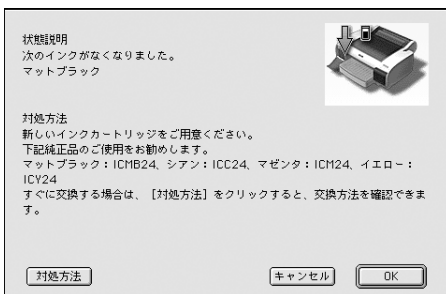 状態説明
次のインクがなくなりました。
マットブラック
対処方法
新しいインクカートリッジをご用意ください。
下記純正品のご使用をお勧めします。
マットブラック：ICMB24、シアン：ICC24、マゼンタ：ICM24、イエロー：
ICY24
すぐに交換する場合は、［対処方法］をクリックすると、交換方法を確認できま
す。
対処方法 キャンセル OK